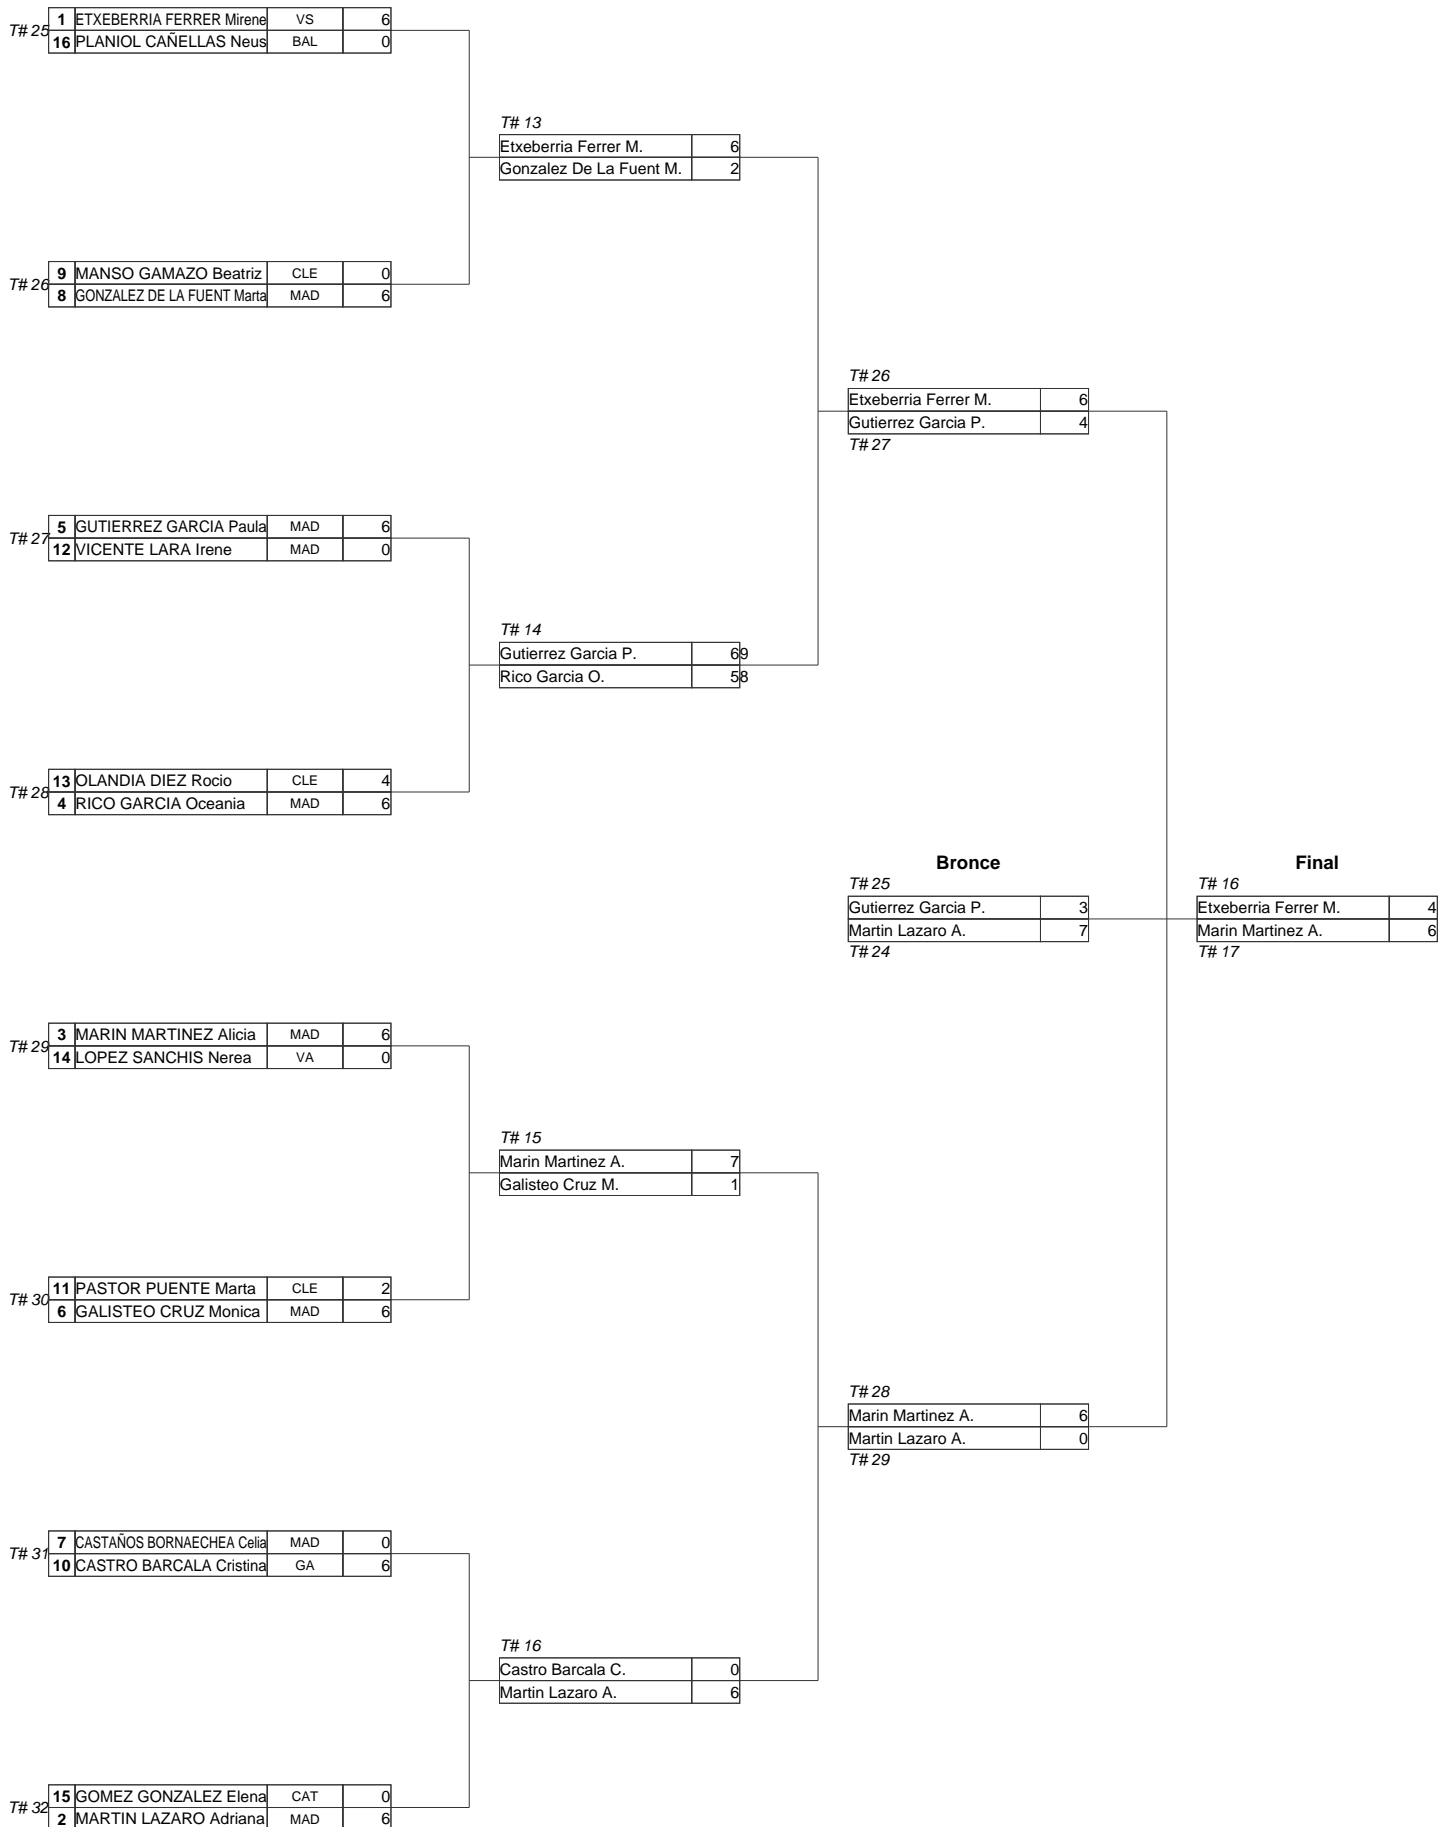 1 ETXEBERRIA FERRER Mirene VS 6
T# 25
16 PLANIOL CAÑELLAS Neus BAL 0
T# 13
Etxeberria Ferrer M. 6
Gonzalez De La Fuent M. 2
9 MANSO GAMAZO Beatriz CLE 0
T# 26
8 GONZALEZ DE LA FUENT Marta MAD 6
T# 26
Etxeberria Ferrer M. 6
Gutierrez Garcia P. 4
T# 27
5 GUTIERREZ GARCIA Paula MAD 6
T# 27
12 VICENTE LARA Irene MAD 0
T# 14
Gutierrez Garcia P. 69
Rico Garcia O. 58
13 OLANDIA DIEZ Rocio CLE 4
T# 28
4 RICO GARCIA Oceania MAD 6
Bronce
T# 25
Gutierrez Garcia P. 3
Martin Lazaro A. 7
T# 24
Final
T# 16
Etxeberria Ferrer M. 4
Marin Martinez A. 6
T# 17
3 MARIN MARTINEZ Alicia MAD 6
T# 29
14 LOPEZ SANCHIS Nerea VA 0
T# 15
Marin Martinez A. 7
Galisteo Cruz M. 1
11 PASTOR PUENTE Marta CLE 2
T# 30
6 GALISTEO CRUZ Monica MAD 6
T# 28
Marin Martinez A. 6
Martin Lazaro A. 0
T# 29
7 CASTAÑOS BORNAECHEA Celia MAD 0
T# 31
10 CASTRO BARCALA Cristina GA 6
T# 16
Castro Barcala C. 0
Martin Lazaro A. 6
15 GOMEZ GONZALEZ Elena CAT 0
T# 32
2 MARTIN LAZARO Adriana MAD 6